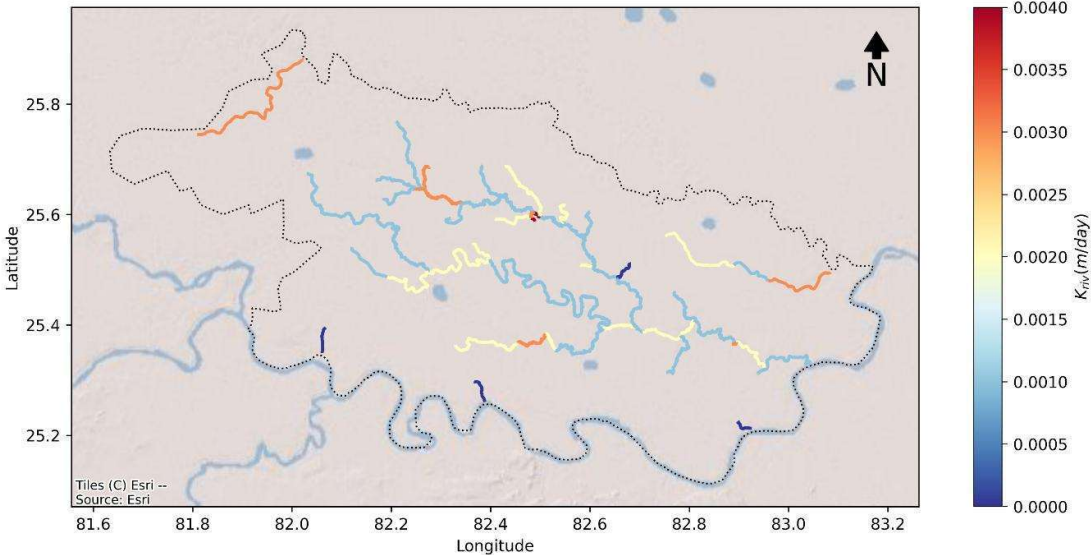 N
25.8
25.6
25.4
25.2
Latitude
Tiles (C) Esri --
Source: Esri
81.6 81.8 82.0 82.2 82.4 82.6 82.8 83.0 83.2
Longitude
0.0040
0.0035
0.0030
0.0025
0.0020
0.0015
0.0010
0.0005
0.0000
Kriv(m/day)